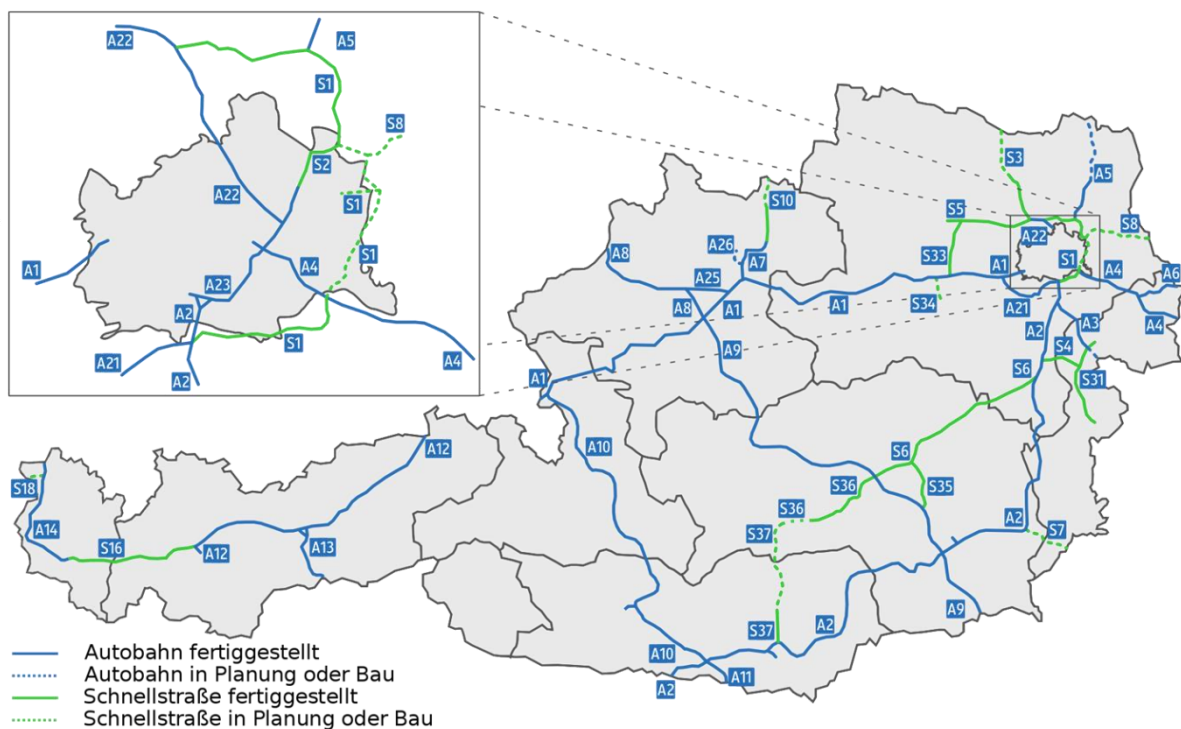 A22
A5
S1
S8
S2
A22
S1
S1
A1
A4
A23
A2
S1
A21
A2
A4
S3
A5
S10
S5
A22
S8
A26
A8
A7
S33
A1
S1
A4
A6
A25
A8
A1
A1
S34
A21
A2
A3
A4
A9
S4
S6
S31
A1
A10
A12
S6
S36
S35
S18
S36
S37
A2
S7
A14
S16
A12
A13
A9
A2
S37
A10
A11
A2
Autobahn fertiggestellt
Autobahn in Planung oder Bau
Schnellstraße fertiggestellt
Schnellstraße in Planung oder Bau